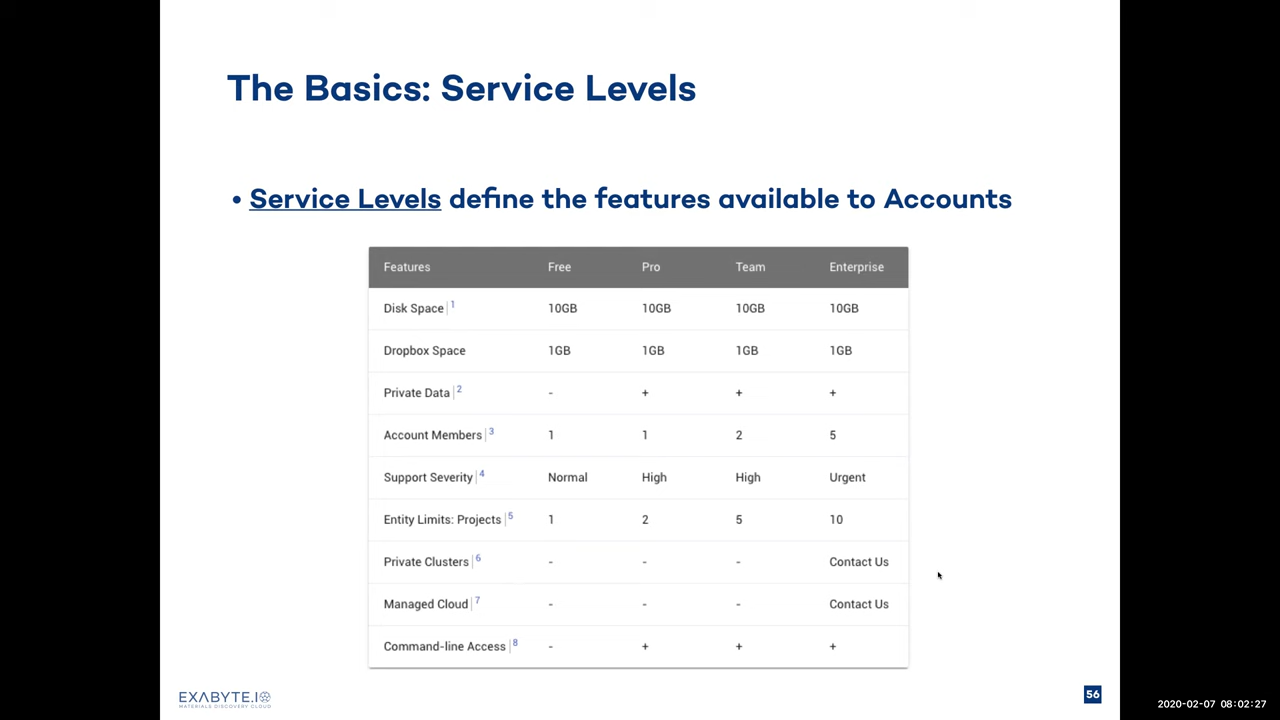 The Basics: Service Levels
• Service Levels define the features available to Accounts
Features Free Pro Team Enterprise
Disk Space 1 10GB 10GB 10GB 10GB
Dropbox Space 1GB 1GB 1GB 1GB
Private Data 2 - + + +
Account Members 3 1 1 2 5
Support Severity 4 Normal High High Urgent
Entity Limits: Projects 5 1 2 5 10
Private Clusters 6 - - - Contact Us
Managed Cloud 7 - - - Contact Us
Command-line Access 8 - + + +
EXABYTE.IO
MATERIALS DISCOVERY CLOUD
56
2020-02-07 08:02:27